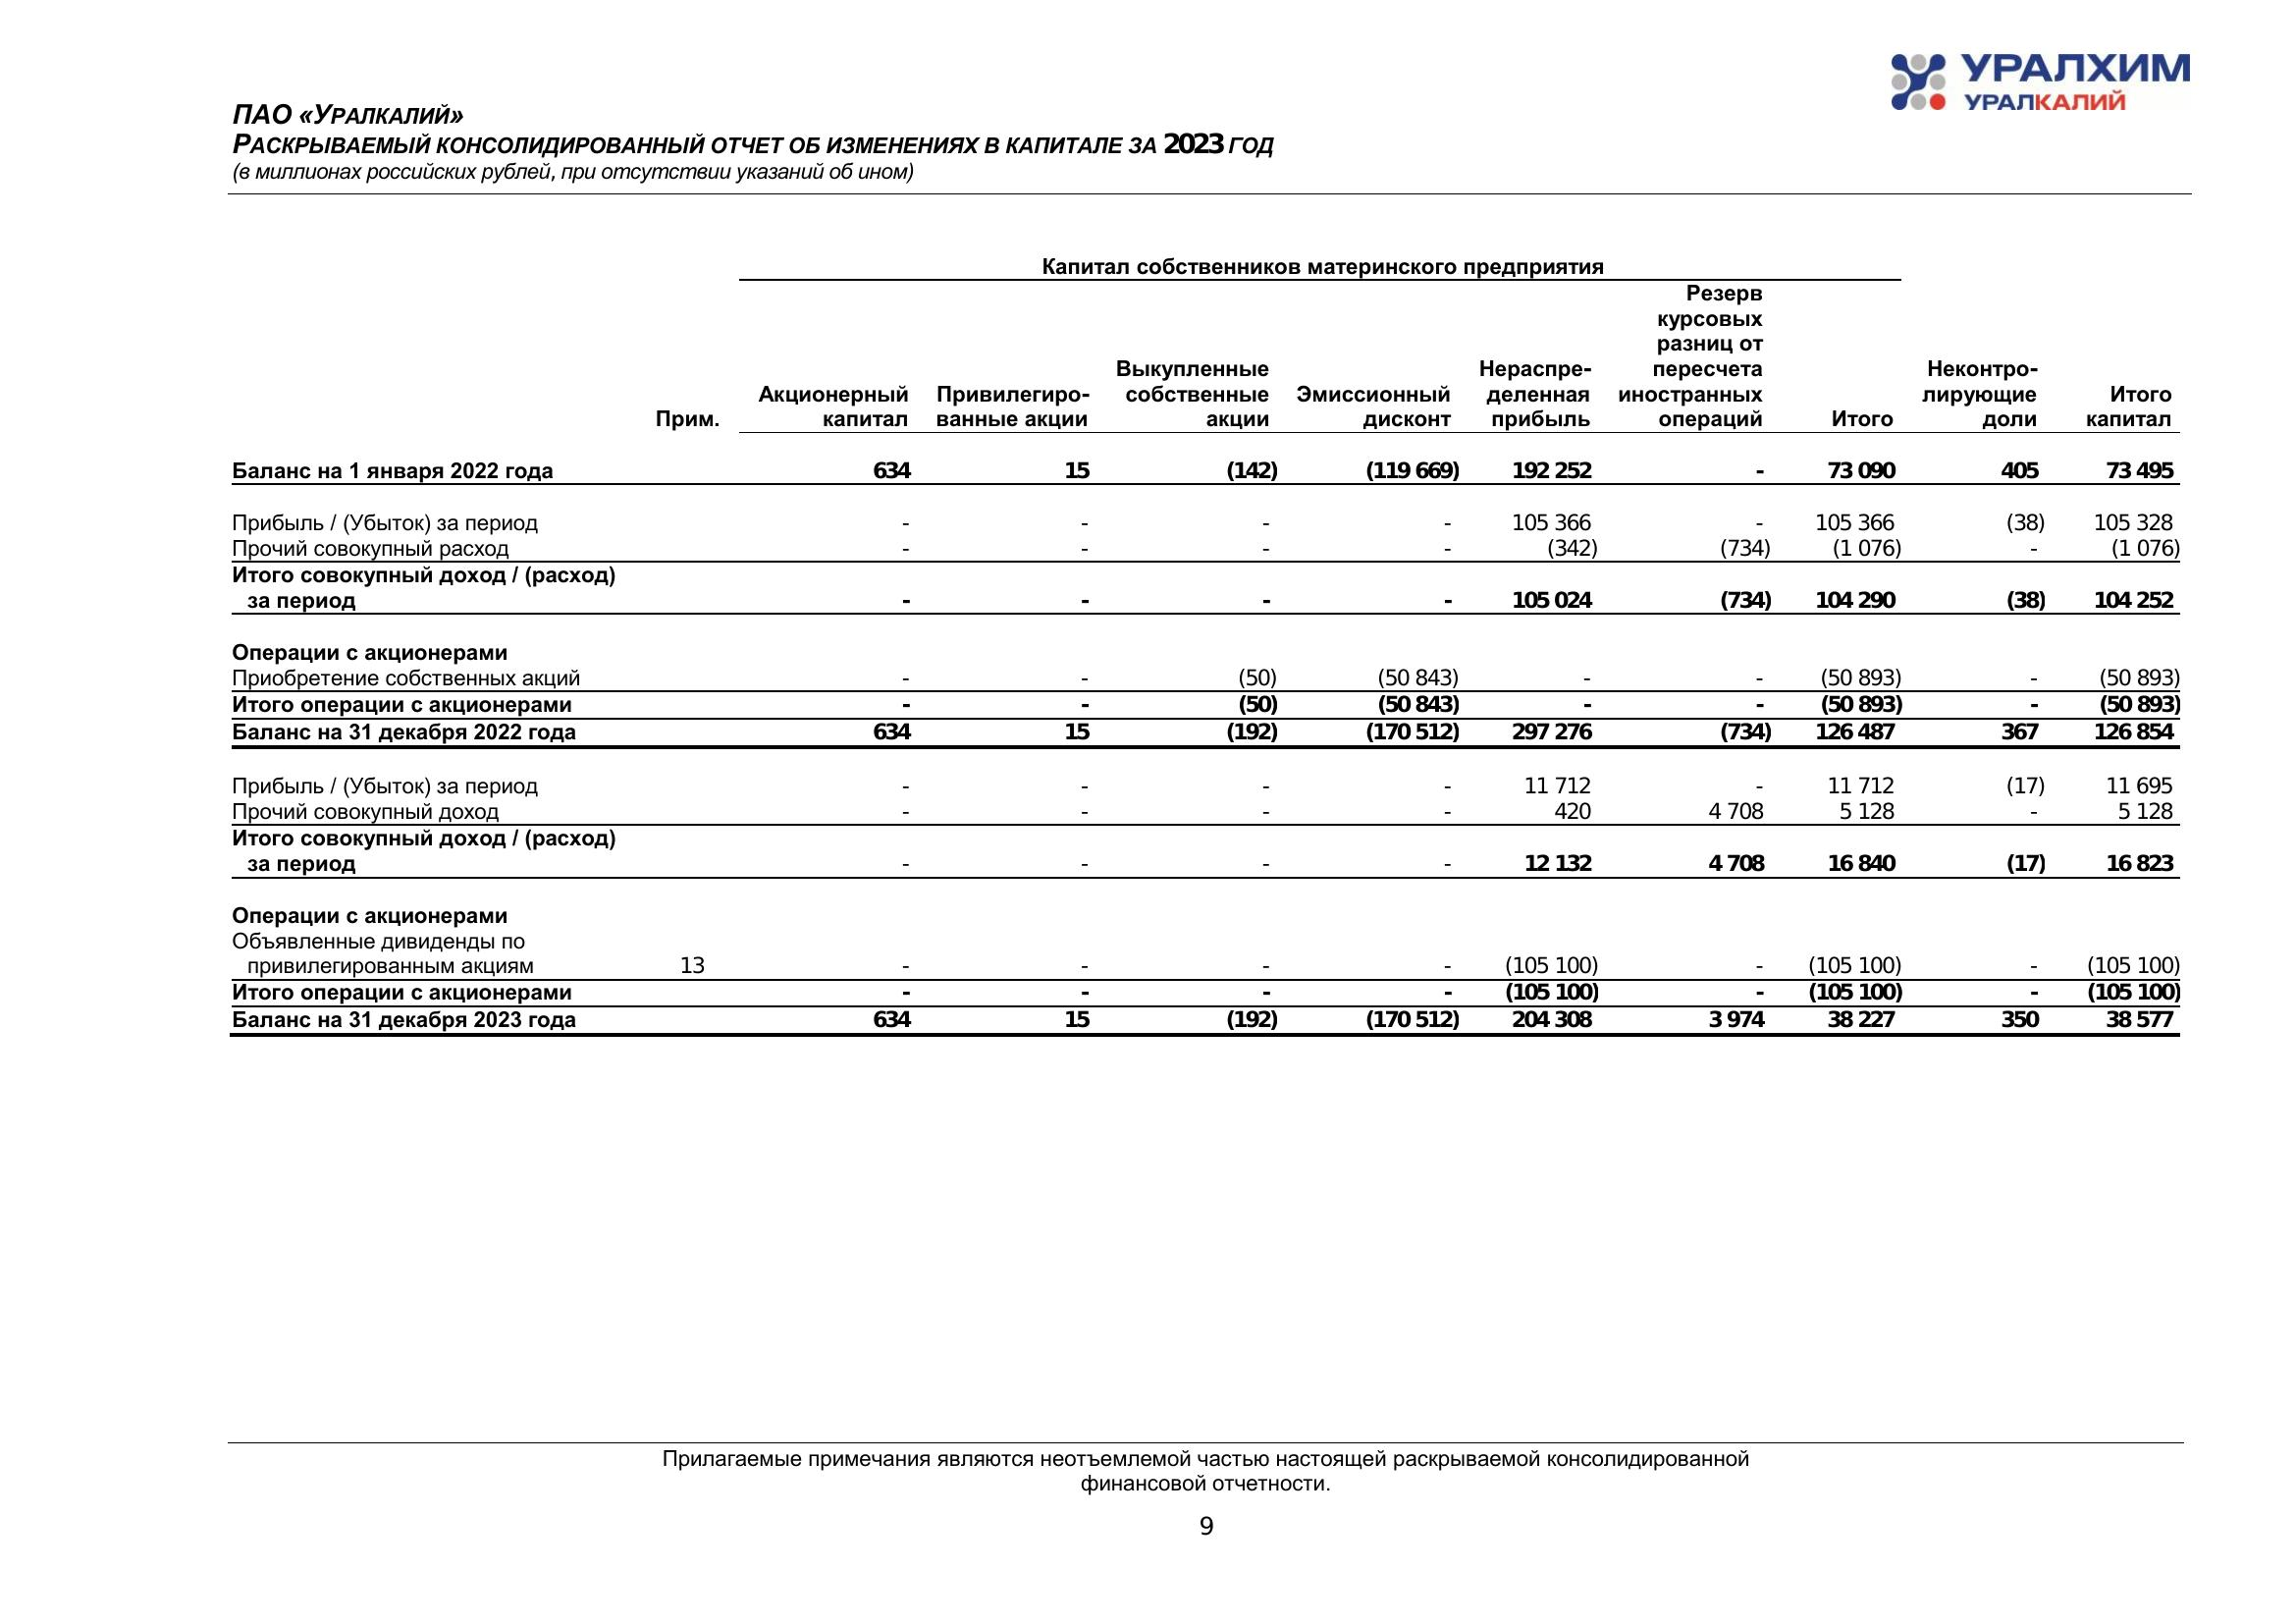 УРАЛХИМ
УРАЛКАЛИЙ
ПАО «УРАЛКАЛИЙ»
РАСКРЫВАЕМЫЙ КОНСОЛИДИРОВАННЫЙ ОТЧЕТ ОБ ИЗМЕНЕНИЯХ В КАПИТАЛЕ ЗА 2023 ГОД
(в миллионах российских рублей, при отсутствии указаний об ином)
Капитал собственников материнского предприятия
Резерв
курсовых
разниц от
Выкупленные Нераспре- пересчета Неконтро-
Акционерный Привилегиро- собственные Эмиссионный деленная иностранных лирующие Итого
Прим. капитал ванные акции акции дисконт прибыль операций Итого доли капитал
Баланс на 1 января 2022 года 634 15 (142) (119 669) 192 252 - 73 090 405 73 495
Прибыль / (Убыток) за период - - - - 105 366 - 105 366 (38) 105 328
Прочий совокупный расход - - - - (342) (734) (1 076) - (1 076)
Итого совокупный доход / (расход)
за период - - - - 105 024 (734) 104 290 (38) 104 252
Операции с акционерами
Приобретение собственных акций - - (50) (50 843) - - (50 893) - (50 893)
Итого операции с акционерами - - (50) (50 843) - - (50 893) - (50 893)
Баланс на 31 декабря 2022 года 634 15 (192) (170 512) 297 276 (734) 126 487 367 126 854
Прибыль / (Убыток) за период - - - - 11 712 - 11 712 (17) 11 695
Прочий совокупный доход - - - - 420 4 708 5 128 - 5 128
Итого совокупный доход / (расход)
за период - - - - 12 132 4 708 16 840 (17) 16 823
Операции с акционерами
Объявленные дивиденды по
привилегированным акциям 13 - - - - (105 100) - (105 100) - (105 100)
Итого операции с акционерами - - - - (105 100) - (105 100) - (105 100)
Баланс на 31 декабря 2023 года 634 15 (192) (170 512) 204 308 3 974 38 227 350 38 577
Прилагаемые примечания являются неотъемлемой частью настоящей раскрываемой консолидированной
финансовой отчетности.
9